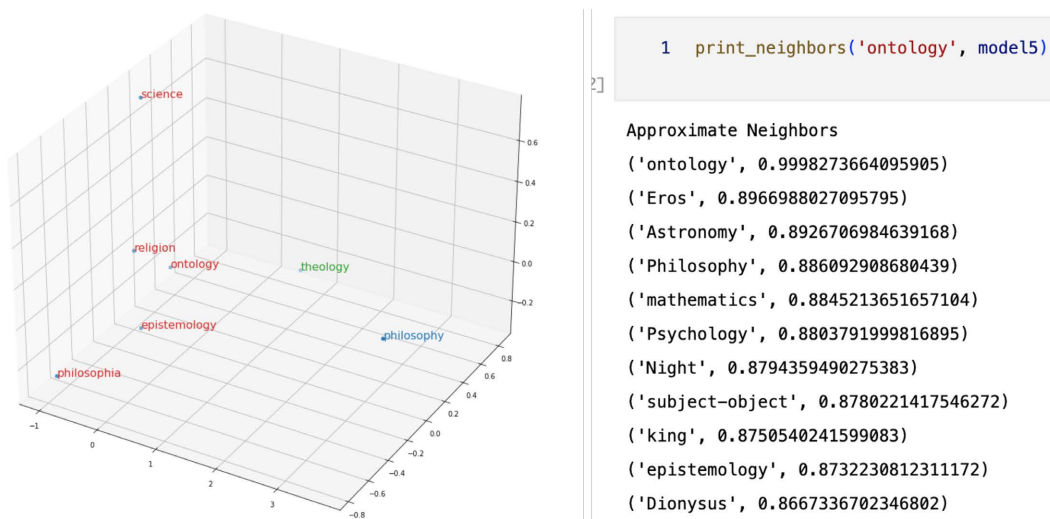 science
religion
ontology
theology
epistemology
philosophy
philosophia
0.6
0.4
0.2
0.0
−0.2
−1
0
1
2
3
0.8
0.6
0.4
0.2
0.0
−0.2
−0.4
−0.6
−0.8
1 print_neighbors('ontology', model5)
2]
Approximate Neighbors
('ontology', 0.9998273664095905)
('Eros', 0.8966988027095795)
('Astronomy', 0.8926706984639168)
('Philosophy', 0.886092908680439)
('mathematics', 0.8845213651657104)
('Psychology', 0.8803791999816895)
('Night', 0.8794359490275383)
('subject-object', 0.8780221417546272)
('king', 0.8750540241599083)
('epistemology', 0.8732230812311172)
('Dionysus', 0.8667336702346802)